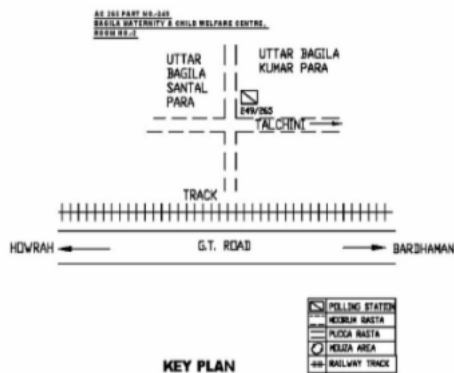 AC 265 PART NO.-249
BAGILA MATERNITY & CHILD WELFARE CENTRE.
ROOM NO.-2
UTTAR
BAGILA
SANTAL
PARA
UTTAR BAGILA
KUMAR PARA
249/265
TALCHINI
TRACK
HOWRAH
G.T. ROAD
BARDHAMAN
POLLING STATION
MOORUM RASTA
PUCCA RASTA
MOUZA AREA
RAILWAY TRACK
KEY PLAN